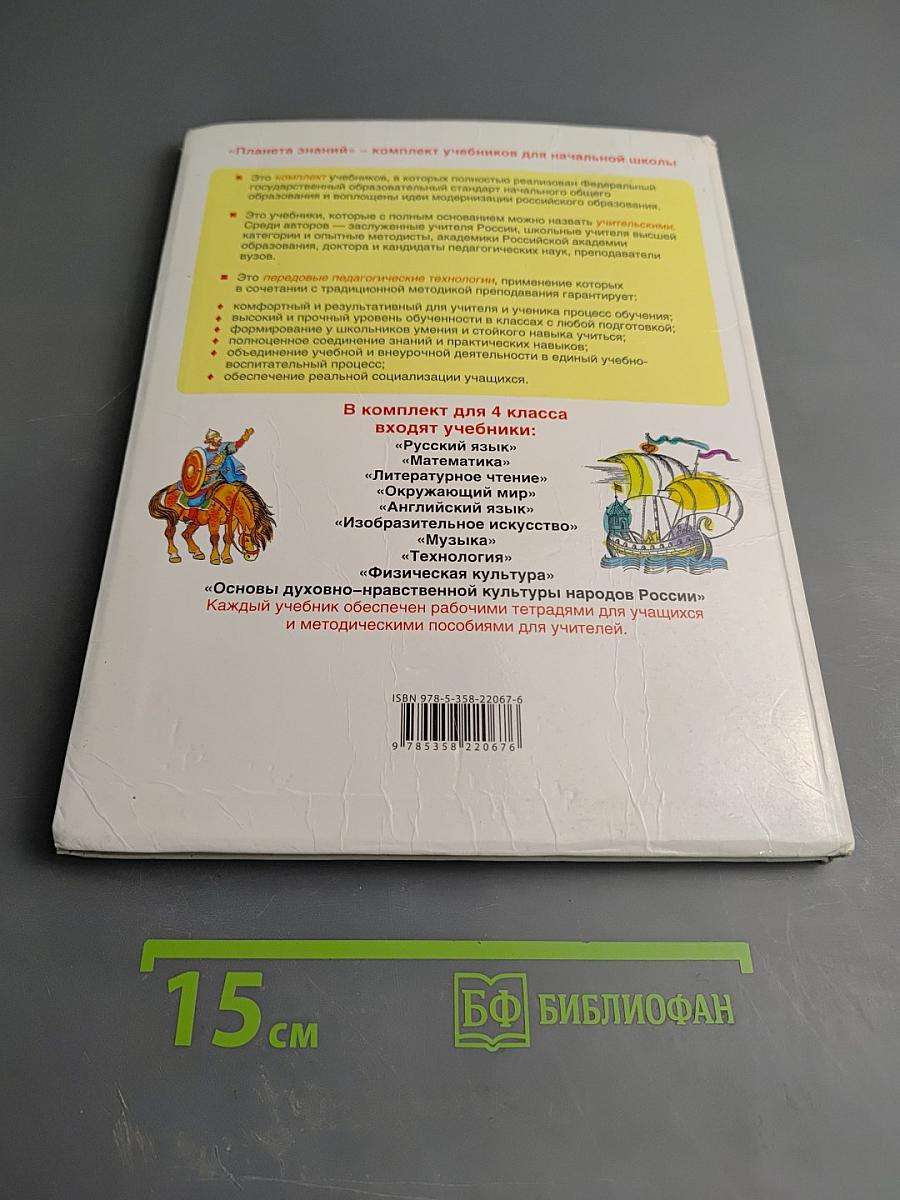 «Планета знаний» – комплект учебников для начальной школы
Это комплект учебников, в которых полностью реализован Федеральный
государственный образовательный стандарт начального общего
образования и воплощены идеи модернизации российского образования.
Это учебники, которые с полным основанием можно назвать учительскими.
Среди авторов — заслуженные учителя России, школьные учителя высшей
категории и опытные методисты, академики Российской академии
образования, доктора и кандидаты педагогических наук, преподаватели
вузов.
Это передовые педагогические технологии, применение которых
в сочетании с традиционной методикой преподавания гарантирует:
комфортный и результативный для учителя и ученика процесс обучения;
высокий и прочный уровень обученности в классах с любой подготовкой;
формирование у школьников умения и стойкого навыка учиться;
полноценное соединение знаний и практических навыков;
объединение учебной и внеурочной деятельности в единый учебно-
воспитательный процесс;
обеспечение реальной социализации учащихся.
В комплект для 4 класса
входят учебники:
«Русский язык»
«Математика»
«Литературное чтение»
«Окружающий мир»
«Английский язык»
«Изобразительное искусство»
«Музыка»
«Технология»
«Физическая культура»
«Основы духовно–нравственной культуры народов России»
Каждый учебник обеспечен рабочими тетрадями для учащихся
и методическими пособиями для учителей.
ISBN 978-5-358-22067-6
9 785358 220676
15 см
БФ БИБЛИОФАН